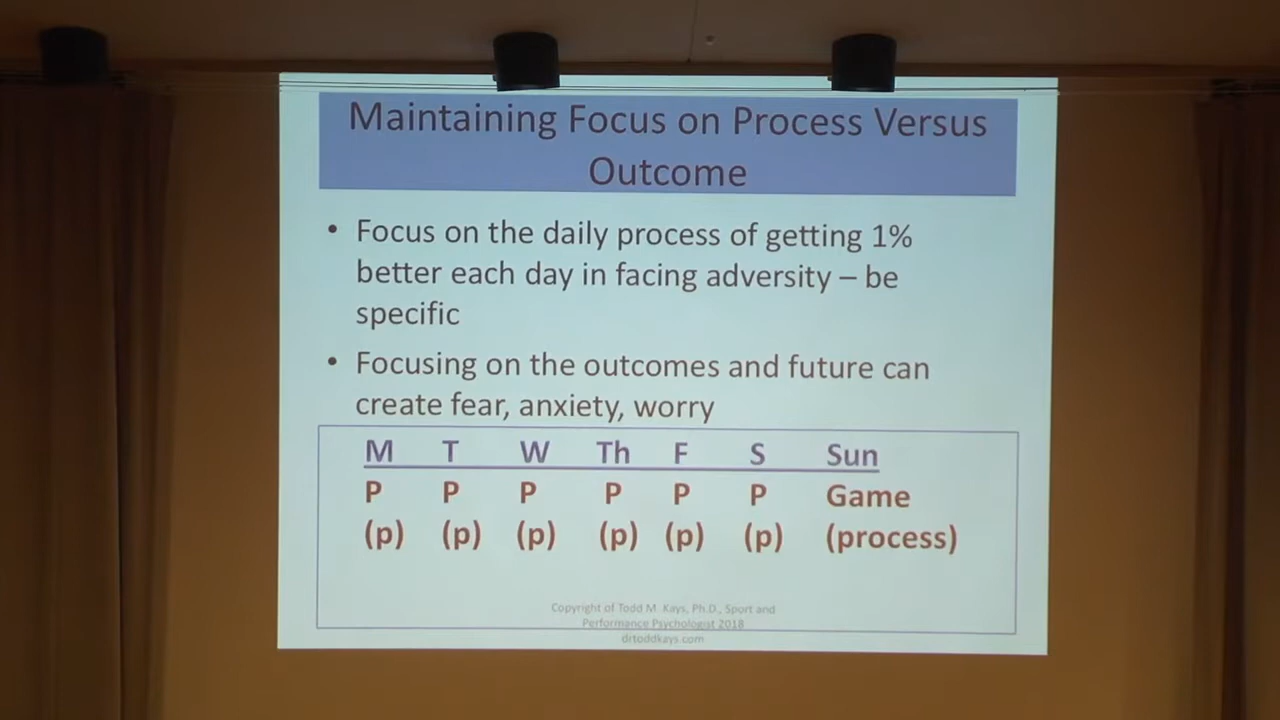 Maintaining Focus on Process Versus
Outcome
• Focus on the daily process of getting 1%
better each day in facing adversity – be
specific
• Focusing on the outcomes and future can
create fear, anxiety, worry
M T W Th F S Sun
P P P P P P Game
(p) (p) (p) (p) (p) (p) (process)
Copyright of Todd M. Kays, Ph.D., Sport and
Performance Psychologist 2018
drtoddkays.com